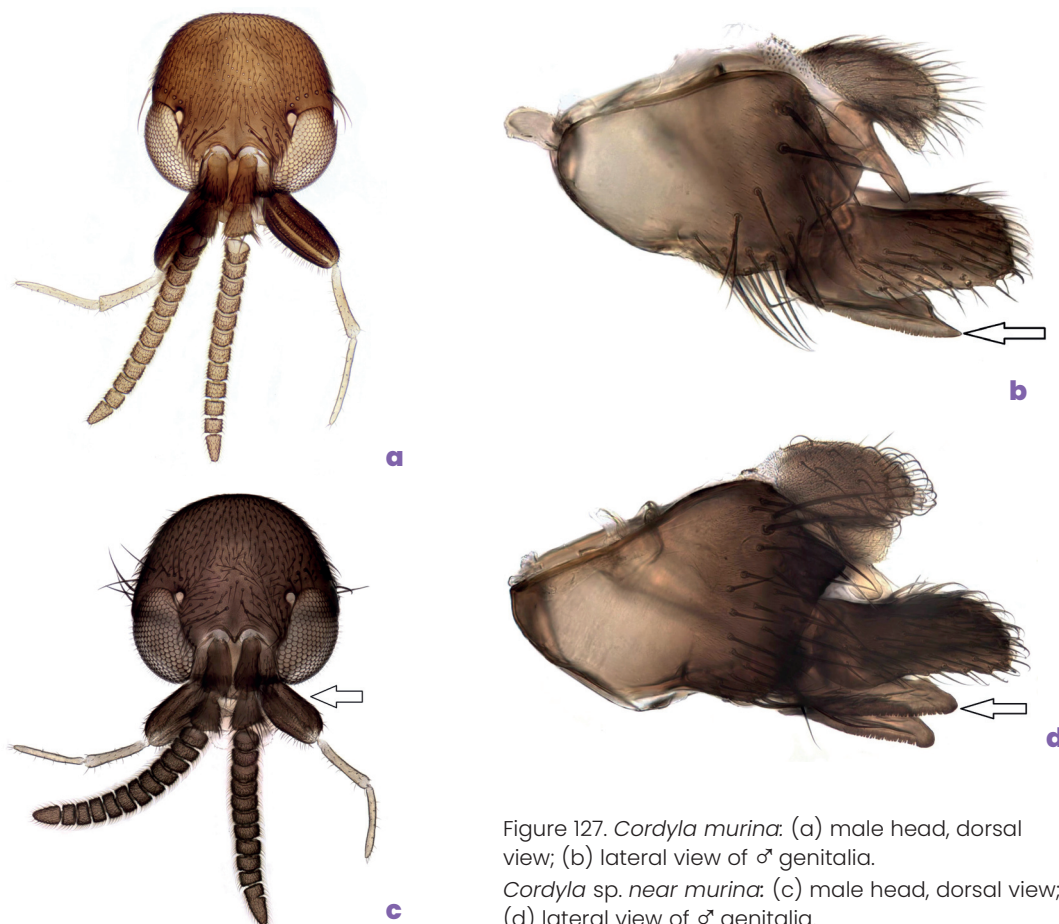 a
b
c
d
Figure 127. Cordyla murina: (a) male head, dorsal
view; (b) lateral view of ♂ genitalia.
Cordyla sp. near murina: (c) male head, dorsal view;
(d) lateral view of ♂ genitalia